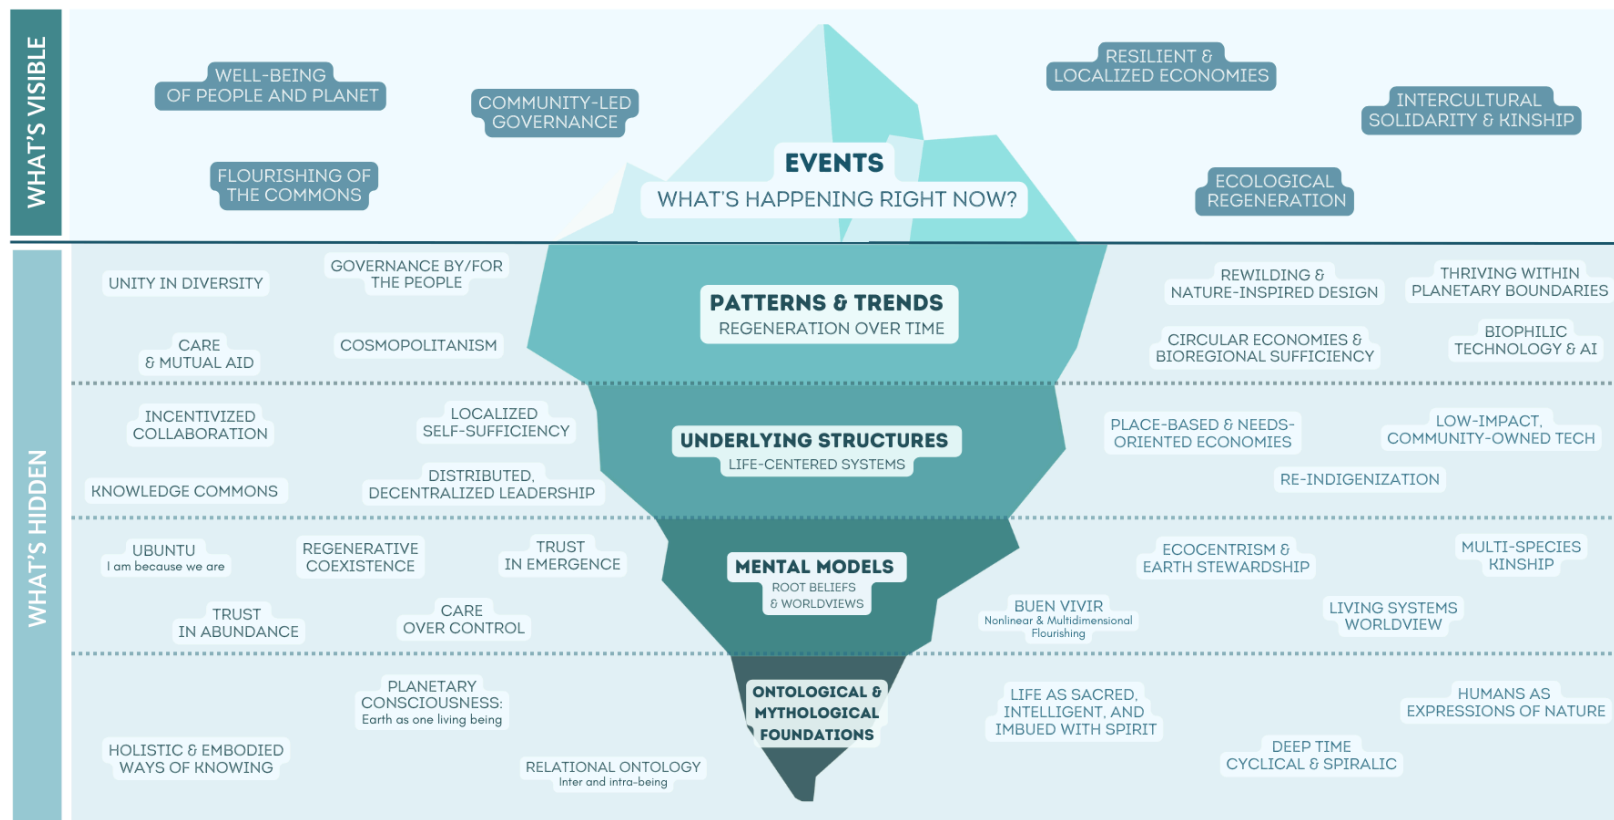 WHAT'S VISIBLE
WELL-BEING
OF PEOPLE AND PLANET
COMMUNITY-LED
GOVERNANCE
FLOURISHING OF
THE COMMONS
EVENTS
WHAT'S HAPPENING RIGHT NOW?
RESILIENT &
LOCALIZED ECONOMIES
INTERCULTURAL
SOLIDARITY & KINSHIP
ECOLOGICAL
REGENERATION
WHAT'S HIDDEN
UNITY IN DIVERSITY
GOVERNANCE BY/FOR
THE PEOPLE
CARE
& MUTUAL AID
COSMOPOLITANISM
PATTERNS & TRENDS
REGENERATION OVER TIME
REWILDING &
NATURE-INSPIRED DESIGN
THRIVING WITHIN
PLANETARY BOUNDARIES
CIRCULAR ECONOMIES &
BIOREGIONAL SUFFICIENCY
BIOPHILIC
TECHNOLOGY & AI
INCENTIVIZED
COLLABORATION
LOCALIZED
SELF-SUFFICIENCY
KNOWLEDGE COMMONS
DISTRIBUTED,
DECENTRALIZED LEADERSHIP
UNDERLYING STRUCTURES
LIFE-CENTERED SYSTEMS
PLACE-BASED & NEEDS-
ORIENTED ECONOMIES
LOW-IMPACT,
COMMUNITY-OWNED TECH
RE-INDIGENIZATION
UBUNTU
I am because we are
REGENERATIVE
COEXISTENCE
TRUST
IN EMERGENCE
TRUST
IN ABUNDANCE
CARE
OVER CONTROL
MENTAL MODELS
ROOT BELIEFS
& WORLDVIEWS
ECOCENTRISM &
EARTH STEWARDSHIP
MULTI-SPECIES
KINSHIP
BUEN VIVIR
Nonlinear & Multidimensional
Flourishing
LIVING SYSTEMS
WORLDVIEW
PLANETARY
CONSCIOUSNESS:
Earth as one living being
HOLISTIC & EMBODIED
WAYS OF KNOWING
RELATIONAL ONTOLOGY
Inter and intra-being
ONTOLOGICAL &
MYTHOLOGICAL
FOUNDATIONS
LIFE AS SACRED,
INTELLIGENT, AND
IMBUED WITH SPIRIT
HUMANS AS
EXPRESSIONS OF NATURE
DEEP TIME
CYCLICAL & SPIRALIC